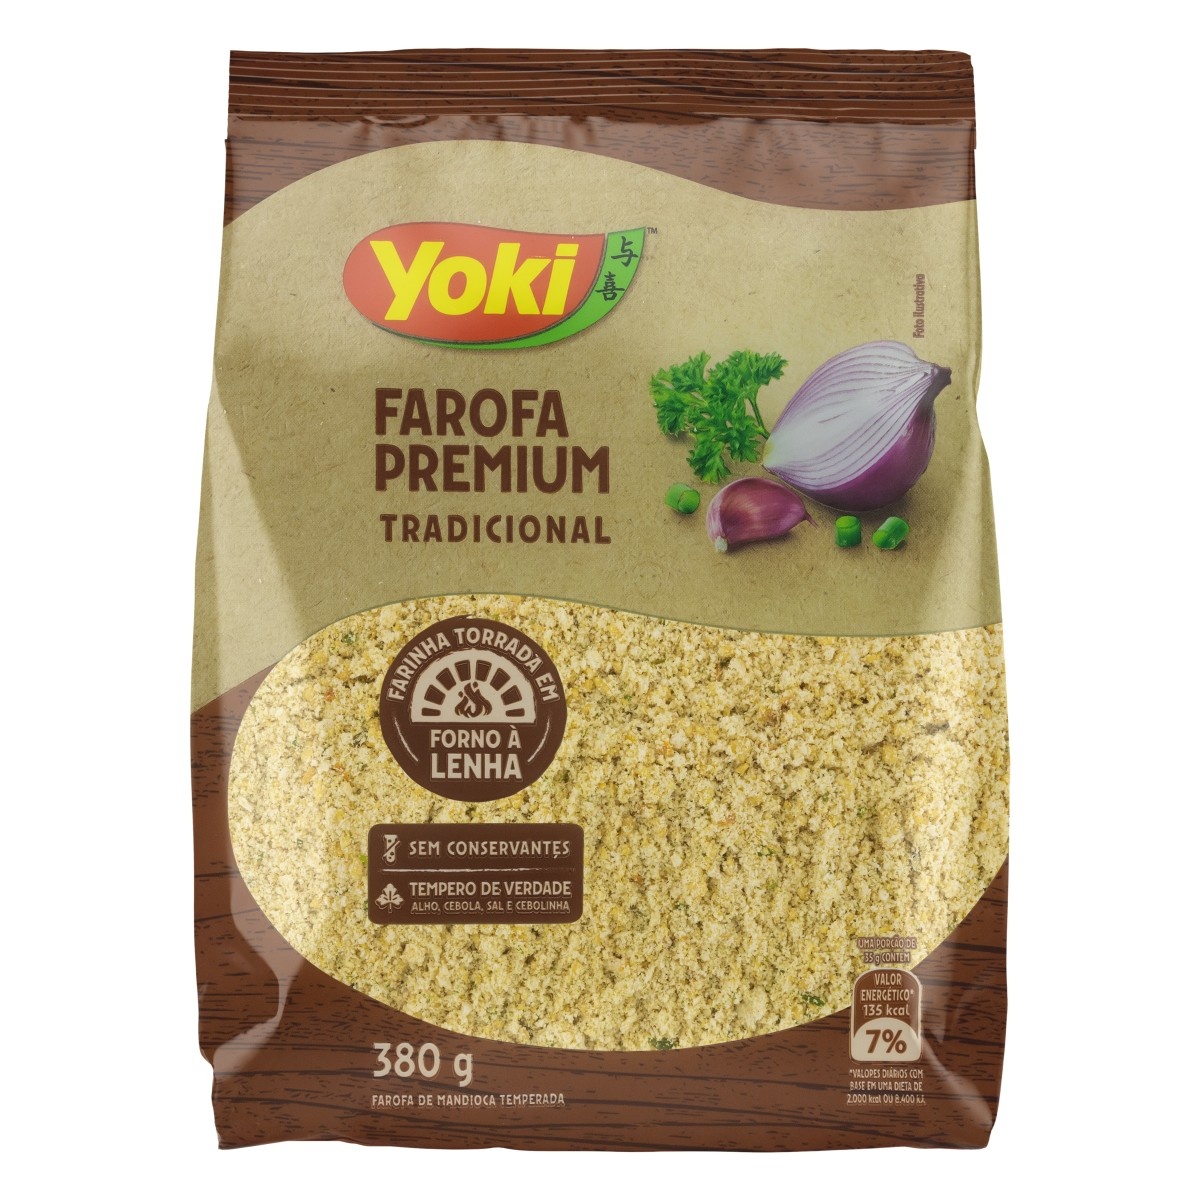 Yoki
与
喜
TM
Foto ilustrativa
FAROFA
PREMIUM
TRADICIONAL
FARINHA TORRADA EM
FORNO À
LENHA
SEM CONSERVANTES
TEMPERO DE VERDADE
ALHO, CEBOLA, SAL E CEBOLINHA
UMA PORÇÃO DE
35 g CONTÉM
VALOR
ENERGÉTICO*
135 kcal
7%
*VALORES DIÁRIOS COM
BASE EM UMA DIETA DE
2.000 kcal OU 8.400 kJ.
380 g
FAROFA DE MANDIOCA TEMPERADA